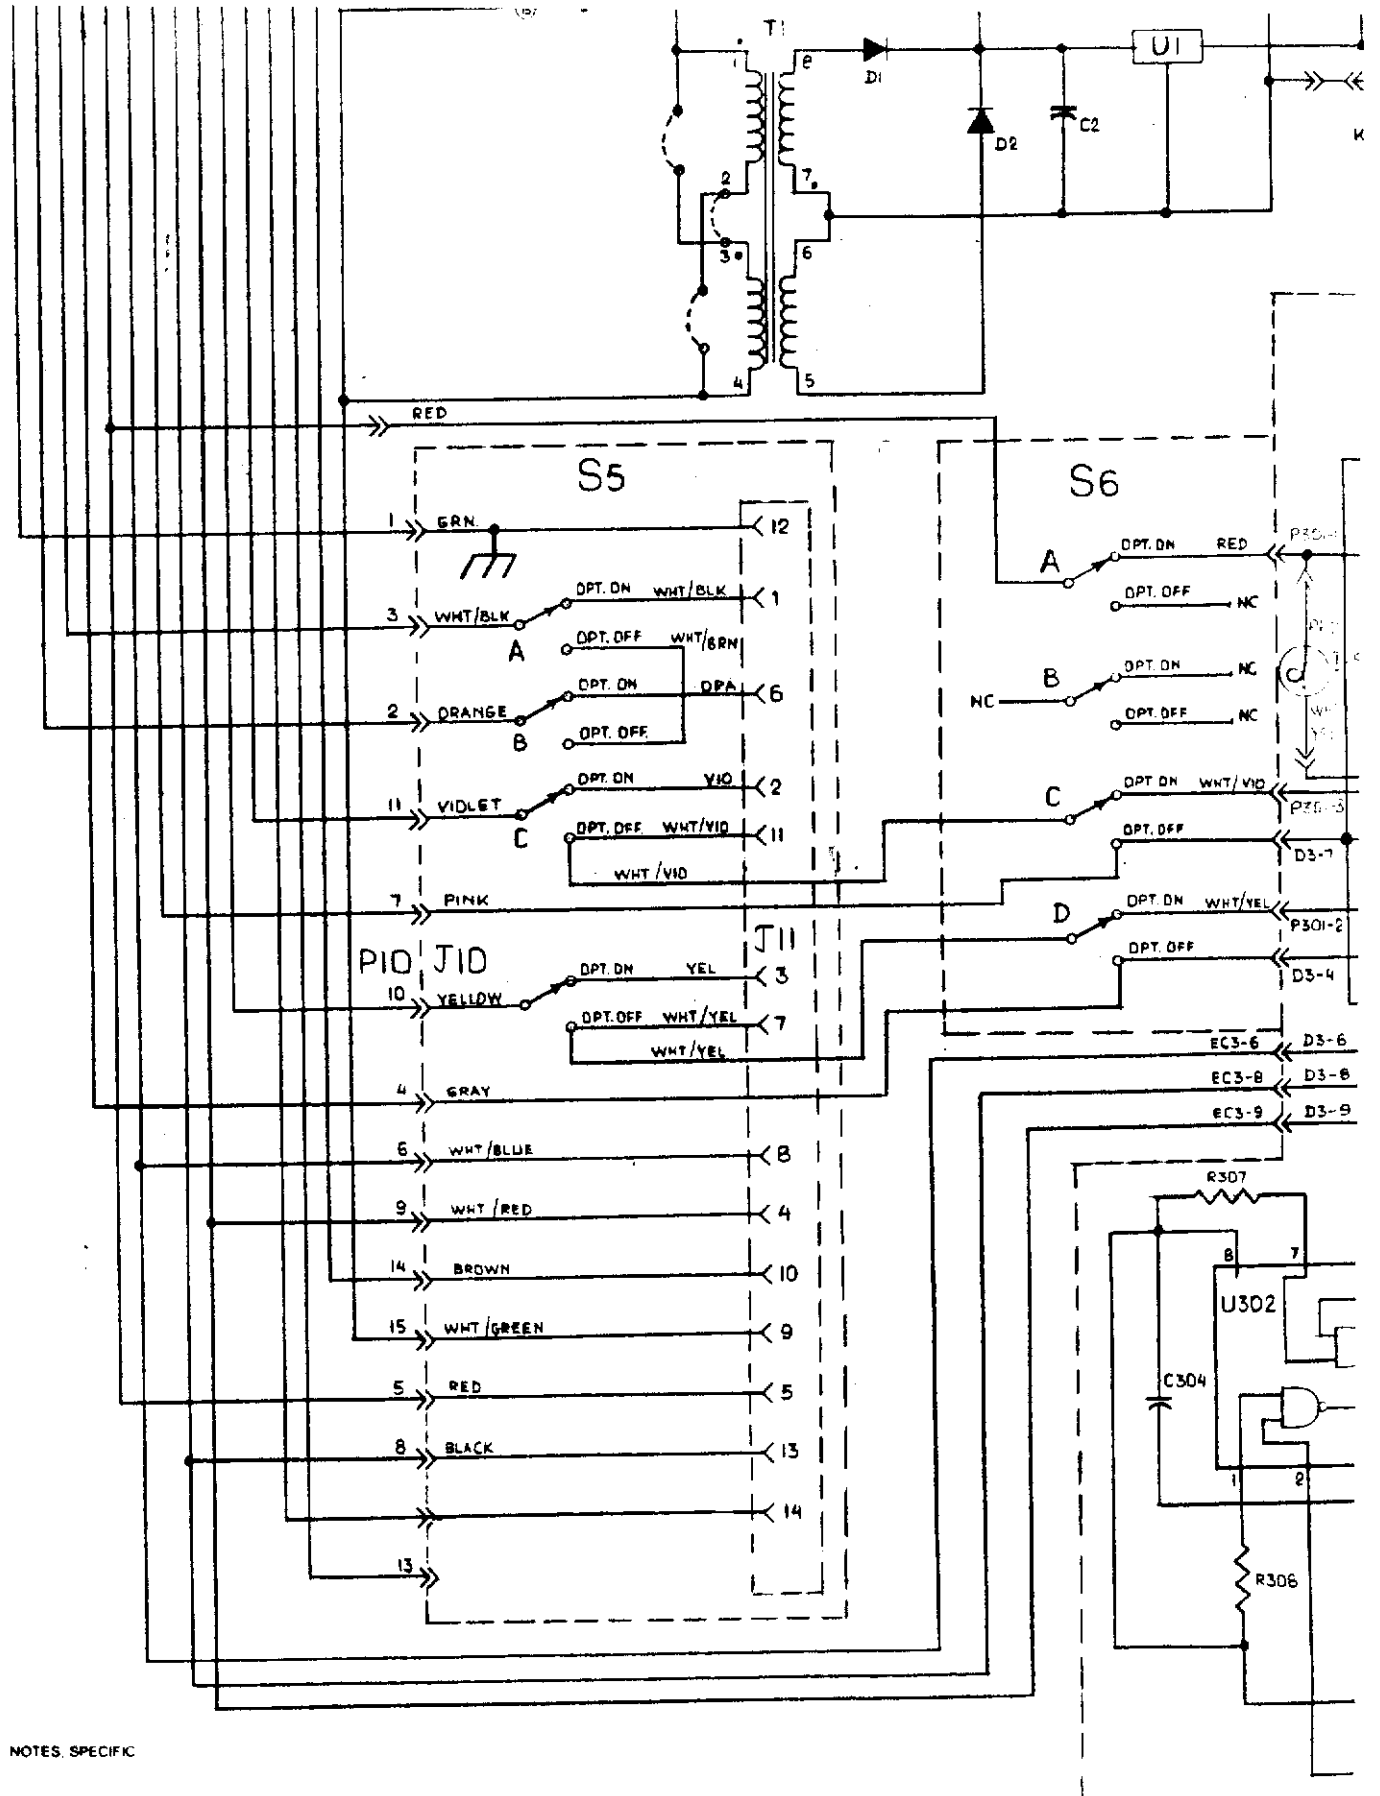 T1
1
8
D1
U1
C2
D2
K
2
7
3
6
4
5
RED
S5
S6
1
GRN.
12
A
OPT. ON
RED
P301-1
OPT. OFF
NC
3
WHT/BLK
OPT. ON
WHT/BLK
1
A
OPT. OFF
WHT/GRN
B
OPT. ON
NC
NC
OPT. OFF
NC
2
ORANGE
OPT. ON
6
B
OPT. OFF
11
VIOLET
OPT. ON
VIO
2
C
OPT. OFF
WHT/VIO
11
WHT/VIO
C
OPT ON
WHT/VIO
P301-3
OPT. OFF
D3-7
7
PINK
D
OPT. ON
WHT/YEL
P301-2
OPT. OFF
D3-4
P10
J10
J11
OPT. ON
YEL
3
10
YELLOW
OPT. OFF
WHT/YEL
7
WHT/YEL
EC3-6
D3-6
EC3-8
D3-8
EC3-9
D3-9
4
GRAY
6
WHT/BLUE
8
9
WHT/RED
4
14
BROWN
10
15
WHT/GREEN
9
5
RED
5
8
BLACK
13
14
13
R307
8
7
U302
C304
1
2
R306
NOTES, SPECIFIC